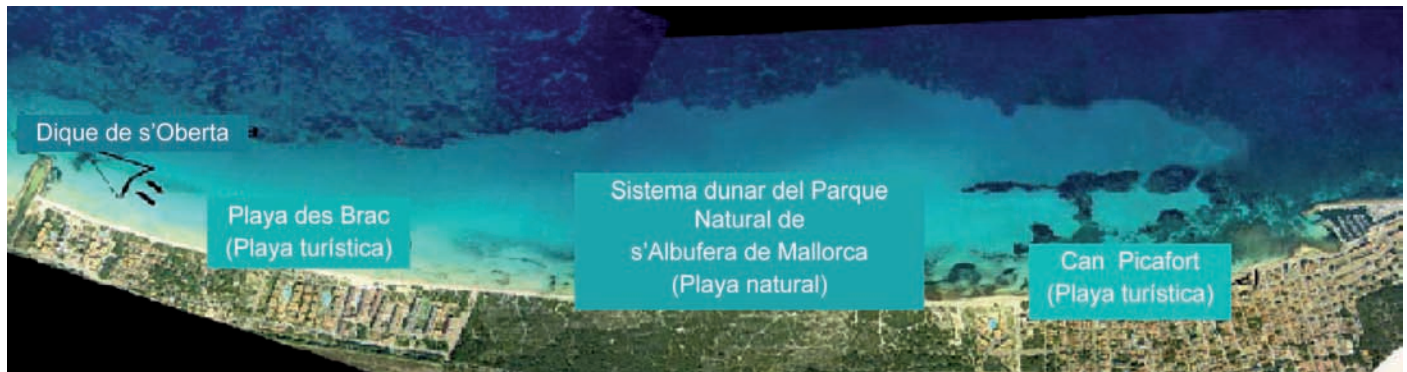 Dique de s'Oberta
Playa des Brac
(Playa turística)
Sistema dunar del Parque
Natural de
s'Albufera de Mallorca
(Playa natural)
Can Picafort
(Playa turística)